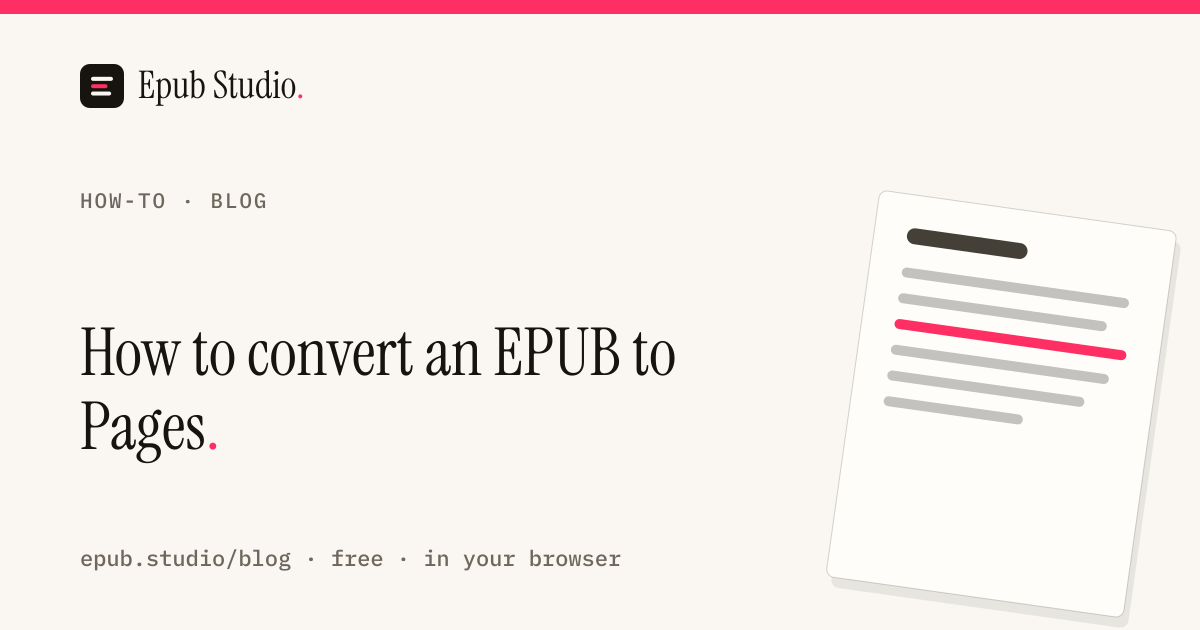 Epub Studio.
HOW-TO · BLOG
How to convert an EPUB to
Pages.
epub.studio/blog · free · in your browser